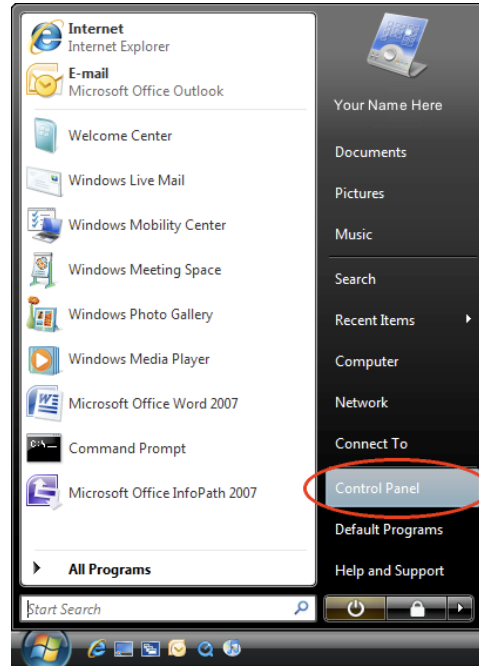 Internet
Internet Explorer
E-mail
Microsoft Office Outlook
Welcome Center
Windows Live Mail
Windows Mobility Center
Windows Meeting Space
Windows Photo Gallery
Windows Media Player
Microsoft Office Word 2007
Command Prompt
Microsoft Office InfoPath 2007
All Programs
Start Search
Your Name Here
Documents
Pictures
Music
Search
Recent Items
Computer
Network
Connect To
Control Panel
Default Programs
Help and Support